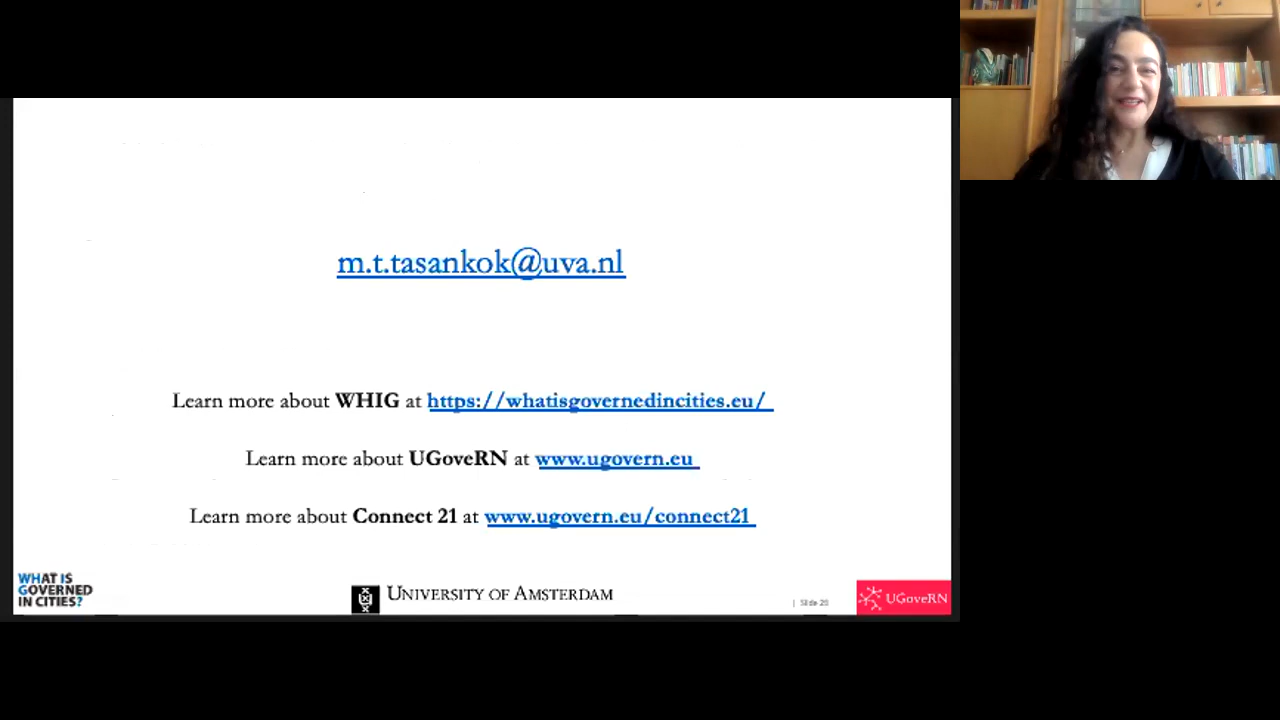 m.t.tasankok@uva.nl
Learn more about WHIG at https://whatisgovernedincities.eu/
Learn more about UGoveRN at www.ugovern.eu
Learn more about Connect 21 at www.ugovern.eu/connect21
WHAT IS
GOVERNED
IN CITIES?
UNIVERSITY OF AMSTERDAM
| Slide 20
UGoveRN